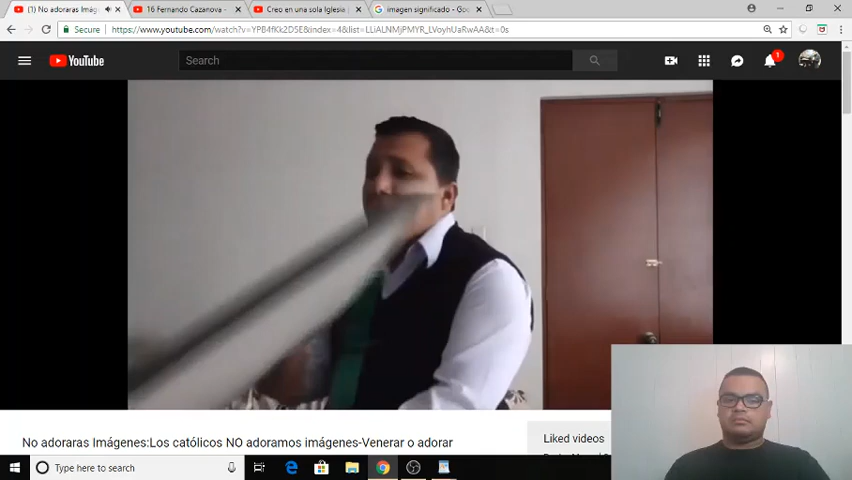 (1) No adoraras Imág
16 Fernando Cazanova -
Creo en una sola Iglesia
imagen significado - Goo
Secure
https://www.youtube.com/watch?v=YPB4fKk2D5E&index=4&list=LLiALNMjPMYR_LVoyhUaRwAA&t=0s
YouTube
Search
1
No adoraras Imágenes:Los católicos NO adoramos imágenes-Venerar o adorar
Liked videos
Type here to search